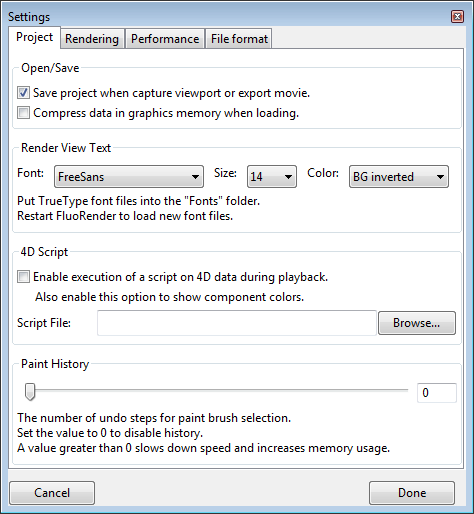 Settings
Project Rendering Performance File format
Open/Save
Save project when capture viewport or export movie.
Compress data in graphics memory when loading.
Render View Text
Font: FreeSans Size: 14 Color: BG inverted
Put TrueType font files into the "Fonts" folder.
Restart FluoRender to load new font files.
4D Script
Enable execution of a script on 4D data during playback.
Also enable this option to show component colors.
Script File: Browse...
Paint History
0
The number of undo steps for paint brush selection.
Set the value to 0 to disable history.
A value greater than 0 slows down speed and increases memory usage.
Cancel Done